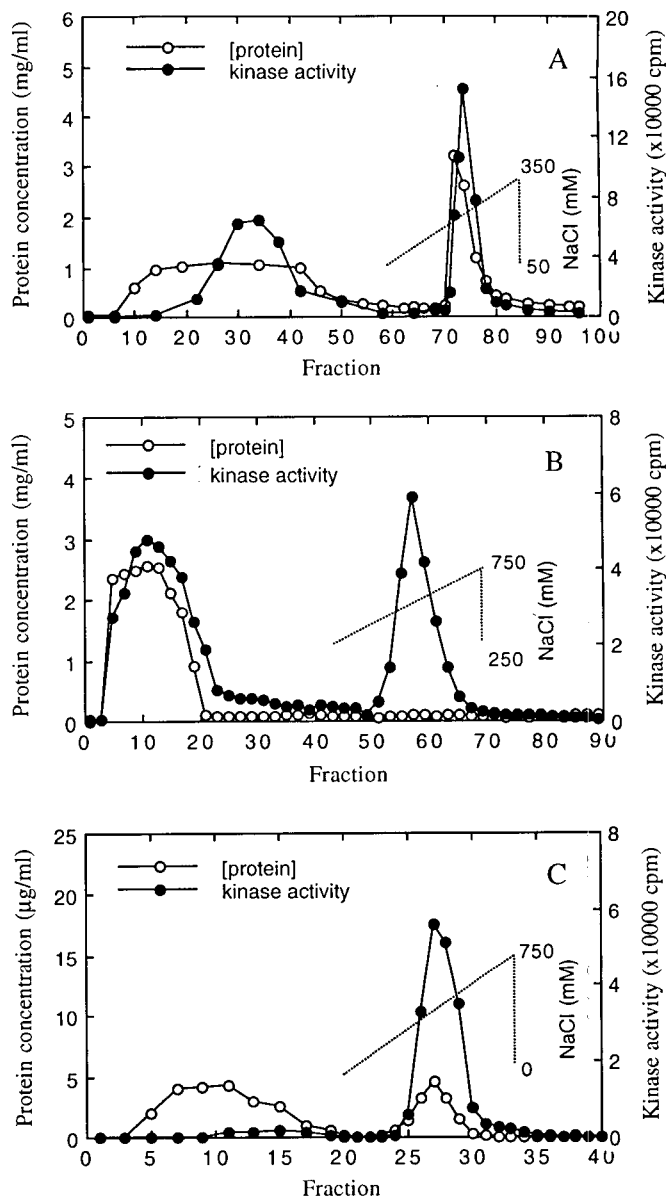 A
[protein]
kinase activity
Protein concentration (mg/ml)
6
5
4
3
2
1
0
Kinase activity (x10000 cpm)
20
16
12
8
4
0
350
50
NaCl (mM)
0 10 20 30 40 50 60 70 80 90 100
Fraction
B
[protein]
kinase activity
Protein concentration (mg/ml)
5
4
3
2
1
0
Kinase activity (x10000 cpm)
8
6
4
2
0
750
250
NaCl (mM)
0 10 20 30 40 50 60 70 80 90
Fraction
C
[protein]
kinase activity
Protein concentration (μg/ml)
25
20
15
10
5
0
Kinase activity (x10000 cpm)
8
6
4
2
0
750
0
NaCl (mM)
0 5 10 15 20 25 30 35 40
Fraction